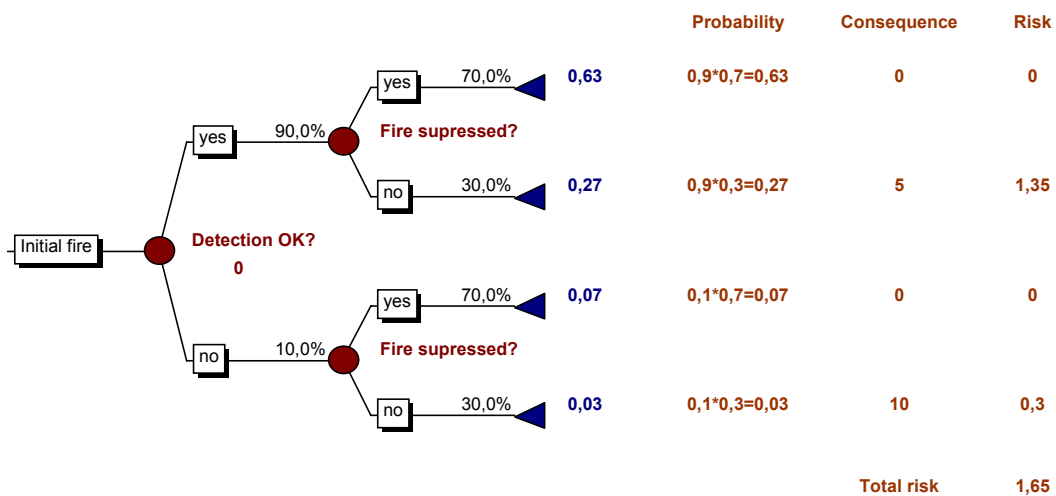 Probability Consequence Risk
yes 70,0% 0,63 0,9*0,7=0,63 0 0
yes 90,0% Fire supressed?
no 30,0% 0,27 0,9*0,3=0,27 5 1,35
Initial fire Detection OK?
0
yes 70,0% 0,07 0,1*0,7=0,07 0 0
no 10,0% Fire supressed?
no 30,0% 0,03 0,1*0,3=0,03 10 0,3
Total risk 1,65